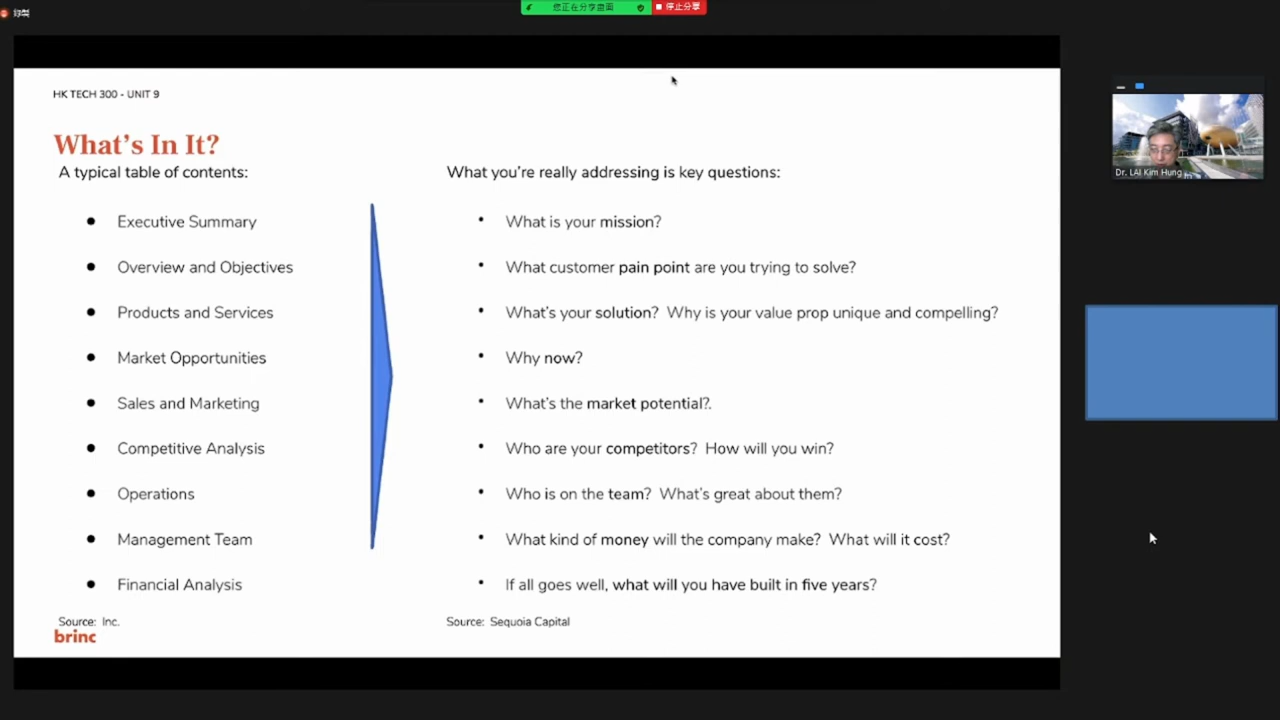 您正在分享畫面
停止分享
HK TECH 300 - UNIT 9
What's In It?
A typical table of contents:
Executive Summary
Overview and Objectives
Products and Services
Market Opportunities
Sales and Marketing
Competitive Analysis
Operations
Management Team
Financial Analysis
Source: Inc.
brinc
What you're really addressing is key questions:
What is your mission?
What customer pain point are you trying to solve?
What's your solution? Why is your value prop unique and compelling?
Why now?
What's the market potential?.
Who are your competitors? How will you win?
Who is on the team? What's great about them?
What kind of money will the company make? What will it cost?
If all goes well, what will you have built in five years?
Source: Sequoia Capital
Dr. LAI Kim Hung